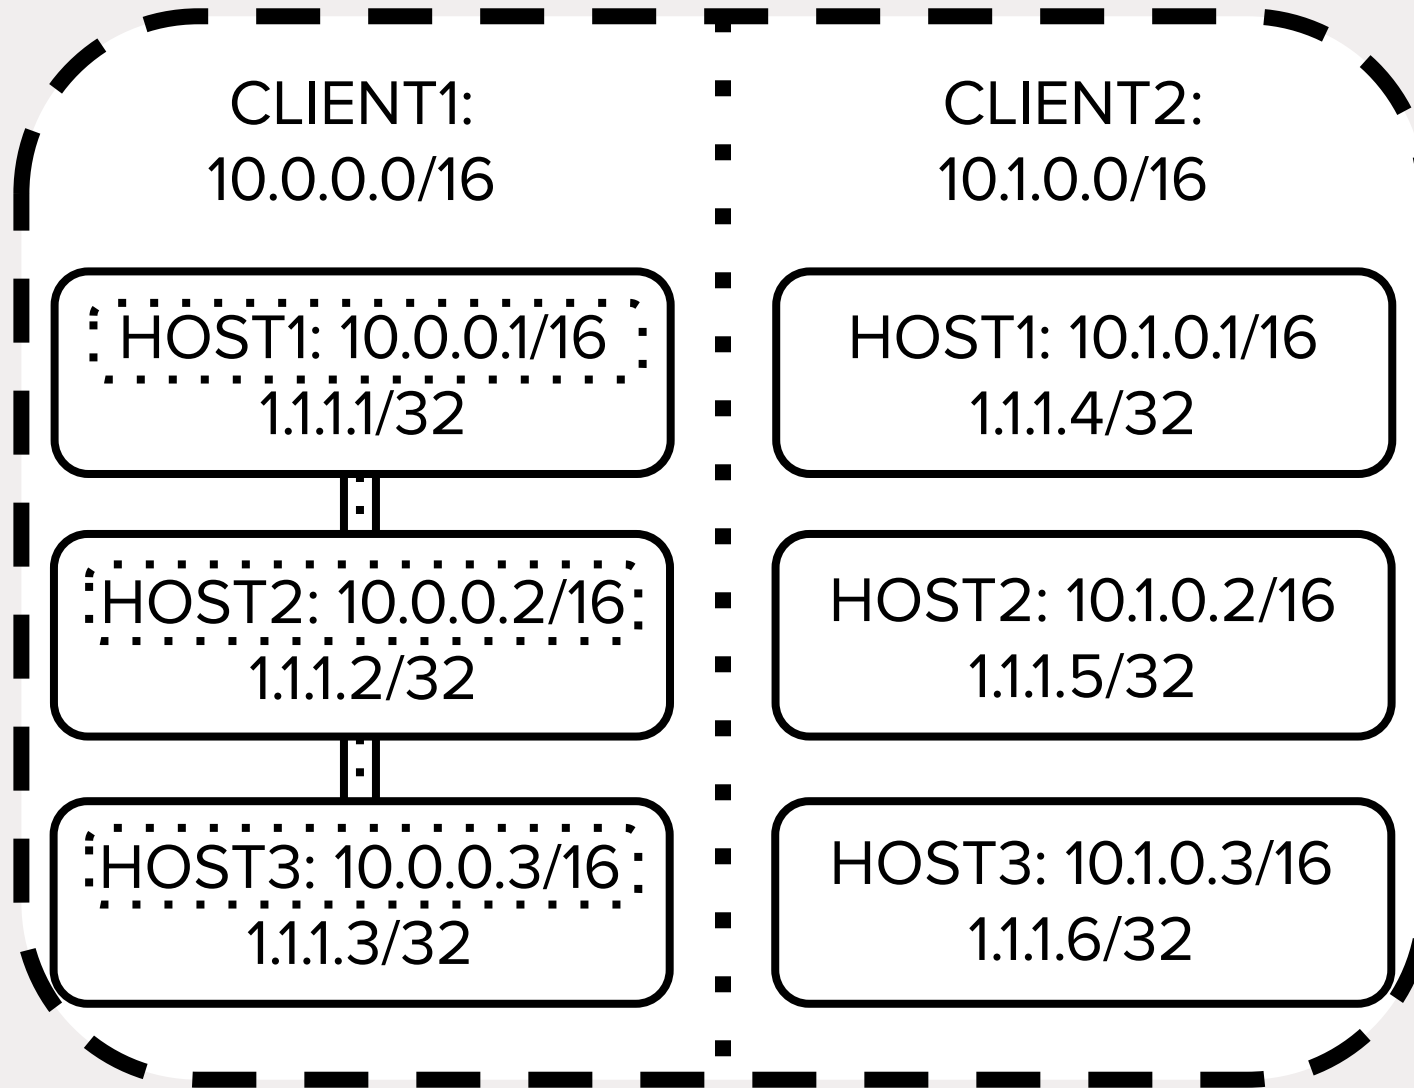 CLIENT1:
10.0.0.0/16
HOST1: 10.0.0.1/16
1.1.1.1/32
HOST2: 10.0.0.2/16
1.1.1.2/32
HOST3: 10.0.0.3/16
1.1.1.3/32
CLIENT2:
10.1.0.0/16
HOST1: 10.1.0.1/16
1.1.1.4/32
HOST2: 10.1.0.2/16
1.1.1.5/32
HOST3: 10.1.0.3/16
1.1.1.6/32